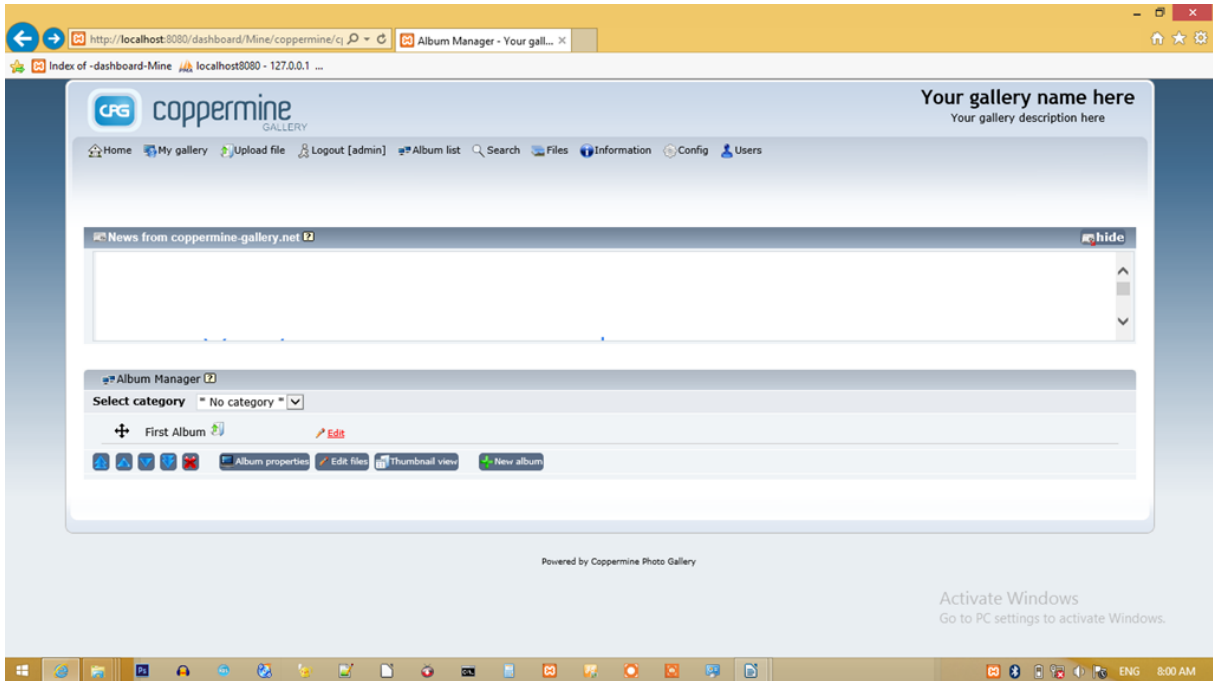 http://localhost:8080/dashboard/Mine/coppermine/c
Album Manager - Your gall...
Index of -dashboard-Mine
localhost8080 - 127.0.0.1 ...
CPG
coppermine
GALLERY
Your gallery name here
Your gallery description here
Home My gallery Upload file Logout [admin] Album list Search Files Information Config Users
News from coppermine-gallery.net ?
hide
Album Manager ?
Select category * No category *
First Album Edit
Album properties Edit files Thumbnail view New album
Powered by Coppermine Photo Gallery
Activate Windows
Go to PC settings to activate Windows.
Ps
ENG 8:00 AM